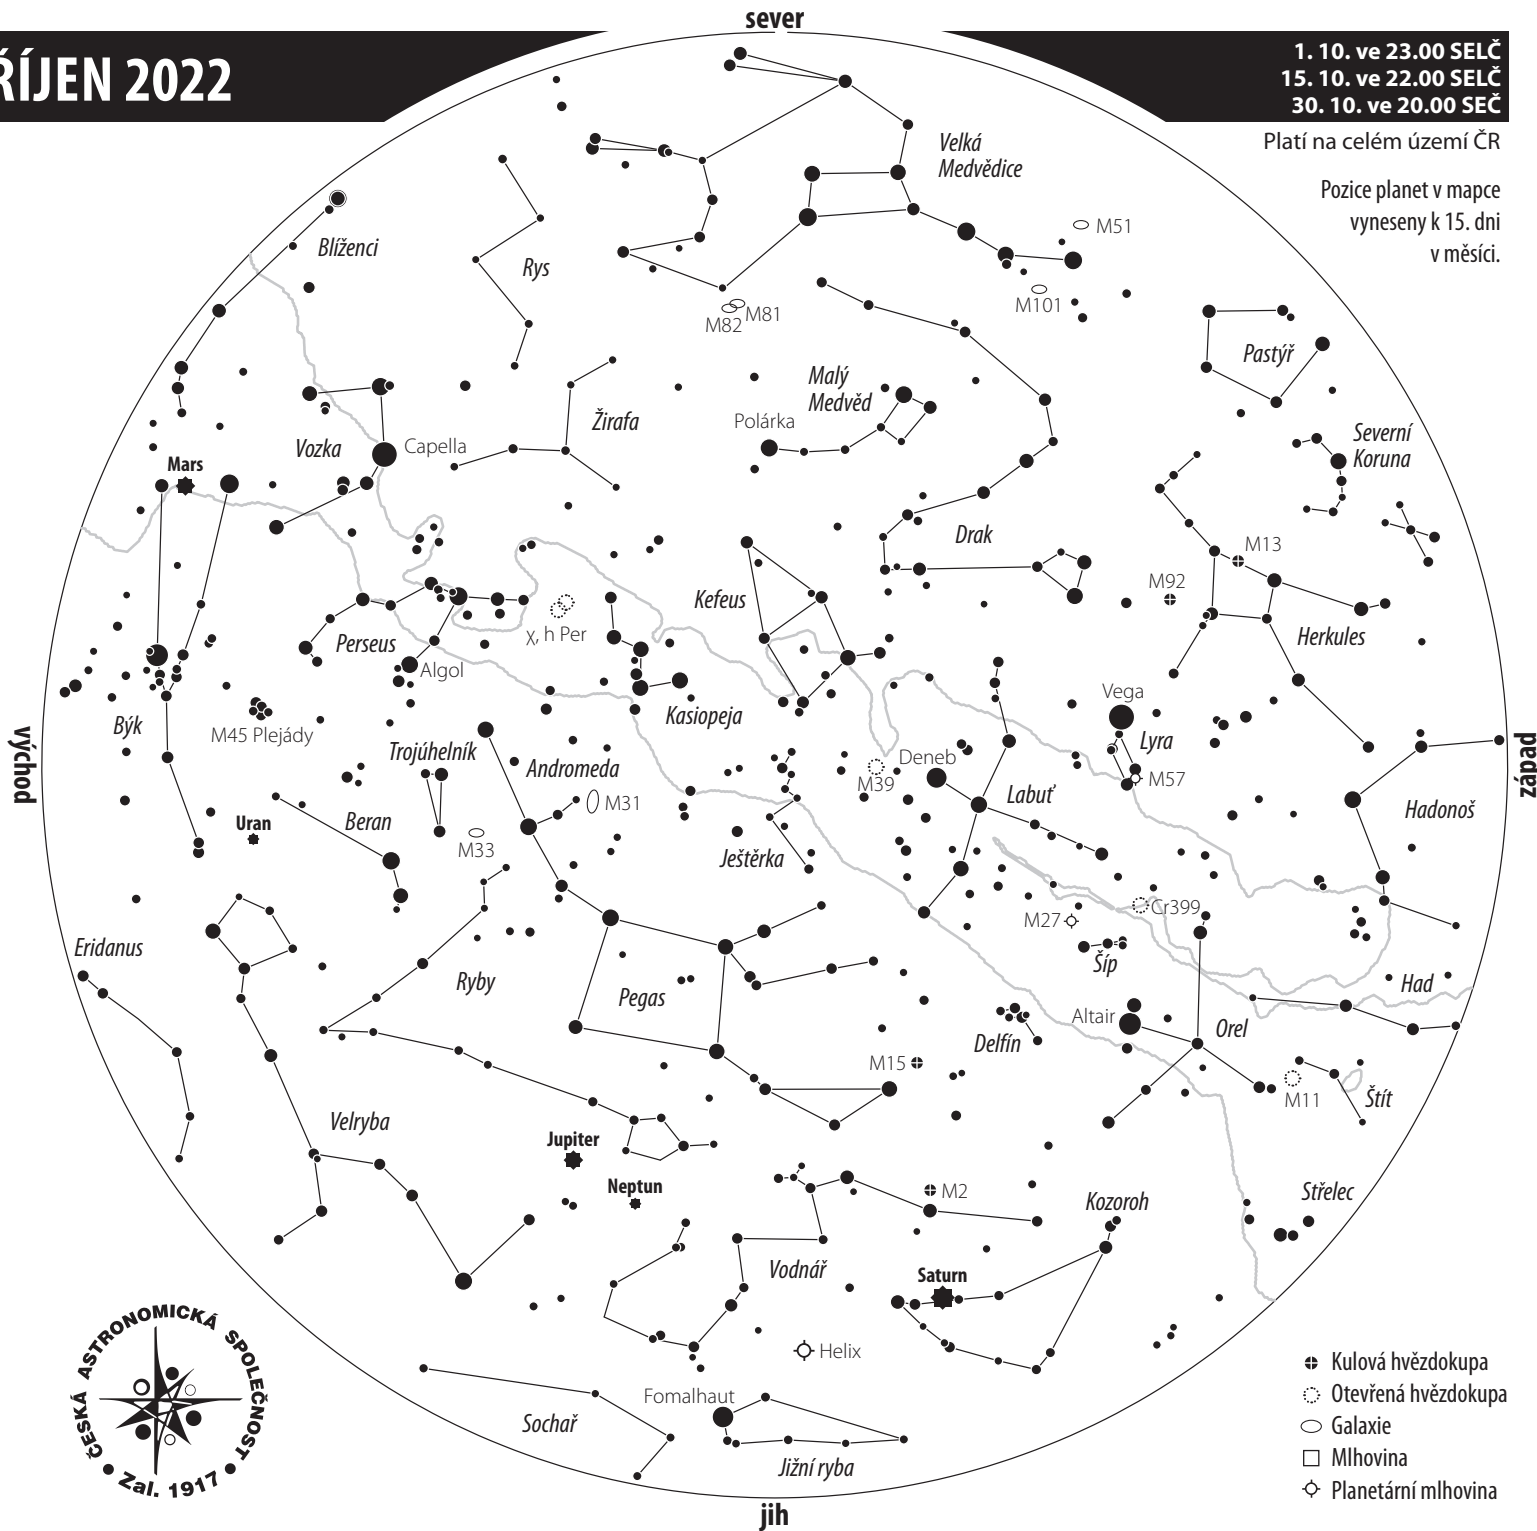 sever
ŘÍJEN 2022
1. 10. ve 23.00 SELČ
15. 10. ve 22.00 SELČ
30. 10. ve 20.00 SEČ
Platí na celém území ČR
Pozice planet v mapce
vyneseny k 15. dni
v měsíci.
Velká
Medvědice
M51
Blíženci
Rys
M101
M81
M82
Pastýř
Malý
Medvěd
Žirafa
Polárka
Severní
Koruna
Vozka
Capella
Mars
Drak
M13
M92
Kefeus
χ, h Per
Perseus
Herkules
Algol
Vega
Kasiopeja
Býk
M45 Plejády
Lyra
Trojúhelník
Andromeda
Deneb
M39
M57
východ
západ
Labuť
M31
Hadonoš
Uran
Beran
M33
Ještěrka
Cr399
M27
Eridanus
Šíp
Ryby
Had
Pegas
Altair
Orel
Delfín
M15
M11
Štít
Velryba
Jupiter
Neptun
M2
Kozoroh
Střelec
Vodnář
Saturn
Helix
Fomalhaut
Sochař
Jižní ryba
jih
ČESKÁ ASTRONOMICKÁ SPOLEČNOST
Zal. 1917
Kulová hvězdokupa
Otevřená hvězdokupa
Galaxie
Mlhovina
Planetární mlhovina